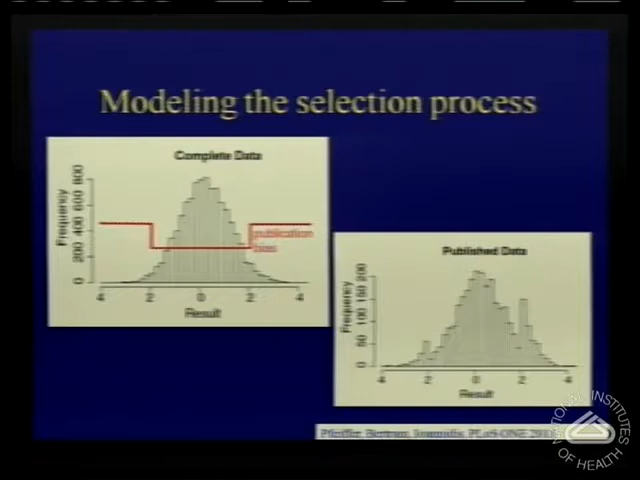 Modeling the selection process
Complete Data
Frequency
0 200 400 600 800
publication
bias
4 2 0 2 4
Result
Published Data
Frequency
0 50 100 150 200
4 2 0 2 4
Result
Pfeiffer, Bertram, Ioannidis, PLoS ONE
NATIONAL INSTITUTES
OF HEALTH